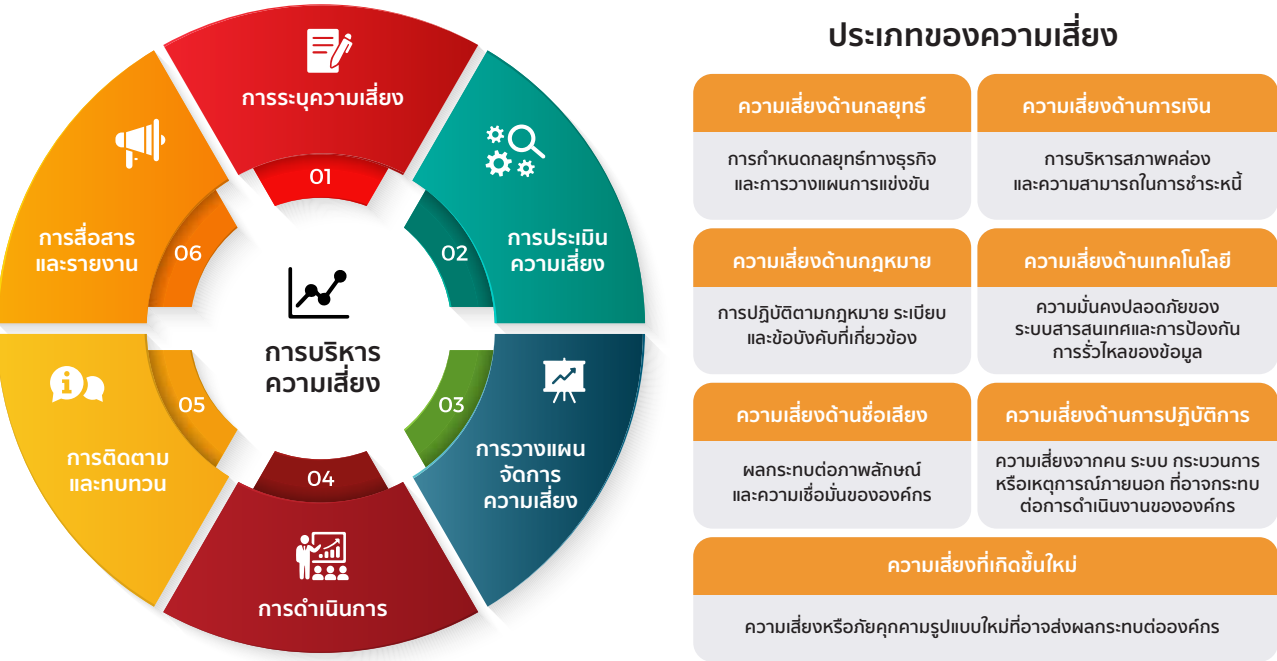 การระบุความเสี่ยง
01
การประเมิน
ความเสี่ยง
02
การวางแผน
จัดการ
ความเสี่ยง
03
การดำเนินการ
04
การติดตาม
และทบทวน
05
การสื่อสาร
และรายงาน
06
การบริหาร
ความเสี่ยง
ประเภทของความเสี่ยง
ความเสี่ยงด้านกลยุทธ์
การกำหนดกลยุทธ์ทางธุรกิจ
และการวางแผนการแข่งขัน
ความเสี่ยงด้านการเงิน
การบริหารสภาพคล่อง
และความสามารถในการชำระหนี้
ความเสี่ยงด้านกฎหมาย
การปฏิบัติตามกฎหมาย ระเบียบ
และข้อบังคับที่เกี่ยวข้อง
ความเสี่ยงด้านเทคโนโลยี
ความมั่นคงปลอดภัยของ
ระบบสารสนเทศและการป้องกัน
การรั่วไหลของข้อมูล
ความเสี่ยงด้านชื่อเสียง
ผลกระทบต่อภาพลักษณ์
และความเชื่อมั่นขององค์กร
ความเสี่ยงด้านการปฏิบัติการ
ความเสี่ยงจากคน ระบบ กระบวนการ
หรือเหตุการณ์ภายนอก ที่อาจกระทบ
ต่อการดำเนินงานขององค์กร
ความเสี่ยงที่เกิดขึ้นใหม่
ความเสี่ยงหรือภัยคุกคามรูปแบบใหม่ที่อาจส่งผลกระทบต่อองค์กร